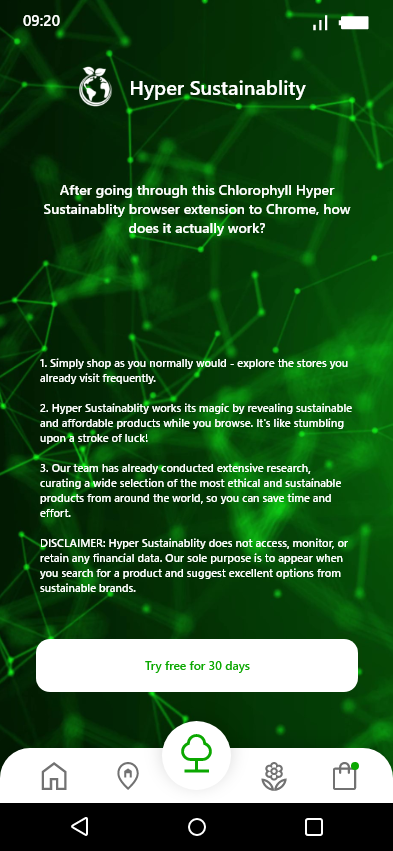 09:20
Hyper Sustainablity
After going through this Chlorophyll Hyper
Sustainablity browser extension to Chrome, how
does it actually work?
1. Simply shop as you normally would - explore the stores you
already visit frequently.
2. Hyper Sustainablity works its magic by revealing sustainable
and affordable products while you browse. It's like stumbling
upon a stroke of luck!
3. Our team has already conducted extensive research,
curating a wide selection of the most ethical and sustainable
products from around the world, so you can save time and
effort.
DISCLAIMER: Hyper Sustainablity does not access, monitor, or
retain any financial data. Our sole purpose is to appear when
you search for a product and suggest excellent options from
sustainable brands.
Try free for 30 days